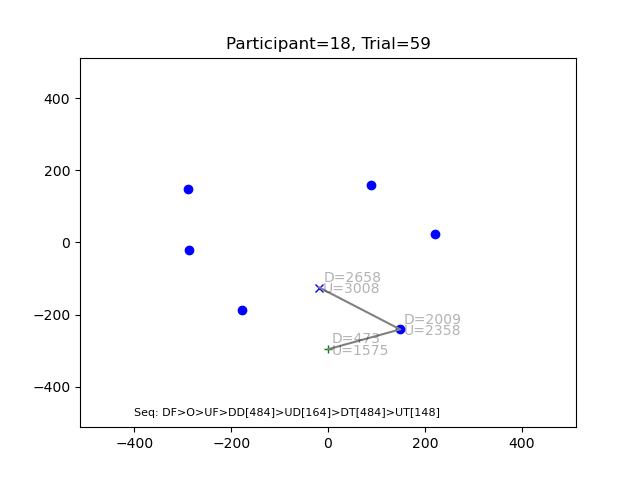 Participant=18, Trial=59
400
200
0
−200
−400
D=2658
U=3008
D=2009
U=2358
D=473
U=1575
Seq: DF>O>UF>DD[484]>UD[164]>DT[484]>UT[148]
−400
−200
0
200
400